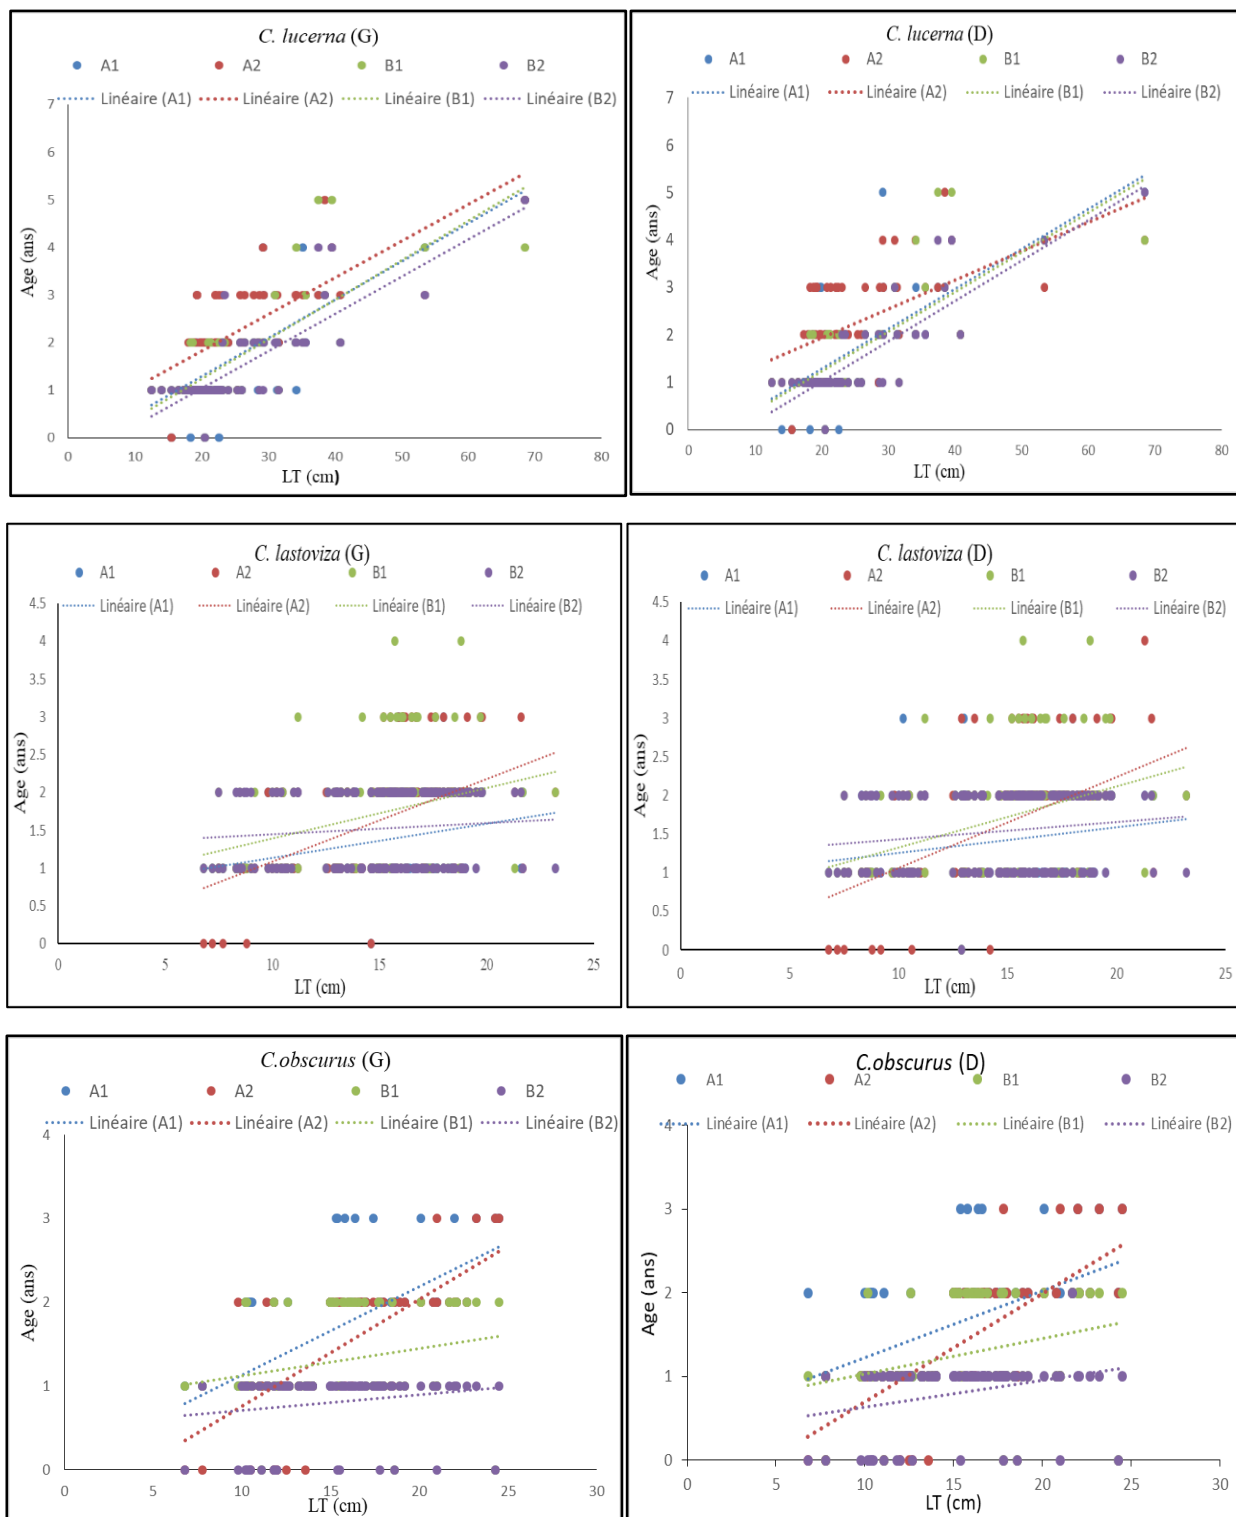 C. lucerna (G)
A1 A2 B1 B2
Linéaire (A1) Linéaire (A2) Linéaire (B1) Linéaire (B2)
7
6
5
4
3
2
1
0
Age (ans)
0 10 20 30 40 50 60 70 80
LT (cm)
C. lucerna (D)
A1 A2 B1 B2
Linéaire (A1) Linéaire (A2) Linéaire (B1) Linéaire (B2)
7
6
5
4
3
2
1
0
Age (ans)
0 10 20 30 40 50 60 70 80
LT (cm)
C. lastoviza (G)
A1 A2 B1 B2
Linéaire (A1) Linéaire (A2) Linéaire (B1) Linéaire (B2)
4.5
4
3.5
3
2.5
2
1.5
1
0.5
0
Age (ans)
0 5 10 15 20 25
LT (cm)
C. lastoviza (D)
A1 A2 B1 B2
Linéaire (A1) Linéaire (A2) Linéaire (B1) Linéaire (B2)
4.5
4
3.5
3
2.5
2
1.5
1
0.5
0
Age (ans)
0 5 10 15 20 25
LT (cm)
C.obscurus (G)
A1 A2 B1 B2
Linéaire (A1) Linéaire (A2) Linéaire (B1) Linéaire (B2)
4
3
2
1
0
Age (ans)
0 5 10 15 20 25 30
LT (cm)
C.obscurus (D)
A1 A2 B1 B2
Linéaire (A1) Linéaire (A2) Linéaire (B1) Linéaire (B2)
4
3
2
1
0
Age (ans)
0 5 10 15 20 25 30
LT (cm)